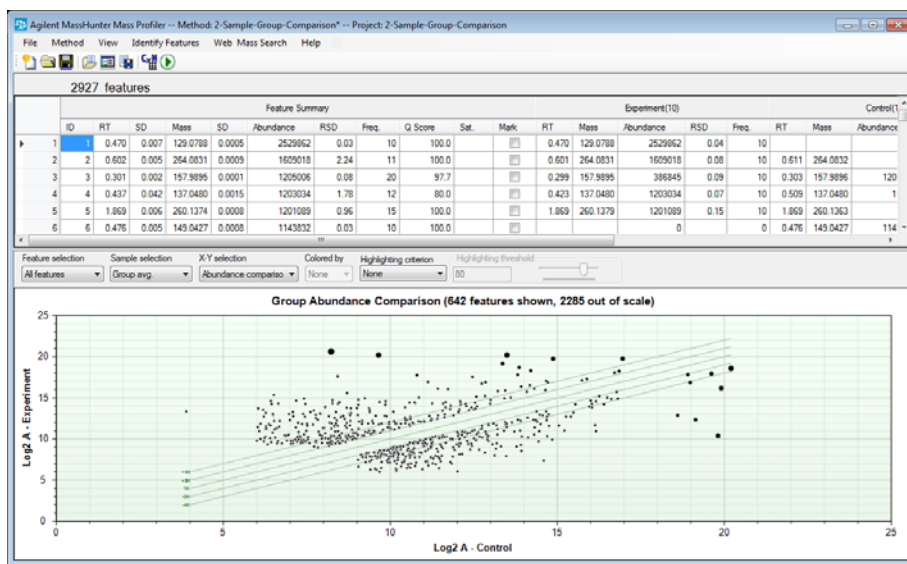 Agilent MassHunter Mass Profiler -- Method: 2-Sample-Group-Comparison* -- Project: 2-Sample-Group-Comparison
File Method View Identify Features Web Mass Search Help
2927 features
Feature Summary Experiment(10) Control(1
ID RT SD Mass SD Abundance RSD Freq. Q Score Sat. Mark RT Mass Abundance RSD Freq. RT Mass Abundance
1 1 0.470 0.007 129.0788 0.0005 2529862 0.03 10 100.0 0.470 129.0788 2529862 0.04 10
2 2 0.602 0.005 264.0831 0.0009 1609018 2.24 11 100.0 0.601 264.0831 1609018 0.08 10 0.611 264.0832
3 3 0.301 0.002 157.9895 0.0001 1205006 0.08 20 97.7 0.299 157.9895 386845 0.09 10 0.303 157.9896 120
4 4 0.437 0.042 137.0480 0.0015 1203034 1.78 12 80.0 0.423 137.0480 1203034 0.07 10 0.509 137.0480 1
5 5 1.869 0.006 260.1374 0.0008 1201089 0.96 15 100.0 1.869 260.1379 1201089 0.15 10 1.869 260.1363
6 6 0.476 0.005 149.0427 0.0008 1143832 0.03 10 100.0 0 0 0.476 149.0427 114
Feature selection Sample selection X-Y selection Colored by Highlighting criterion Highlighting threshold
All features Group avg. Abundance compariso None None 80
Group Abundance Comparison (642 features shown, 2285 out of scale)
25
20
15
10
5
0
Log2 A - Experiment
0 5 10 15 20 25
Log2 A - Control